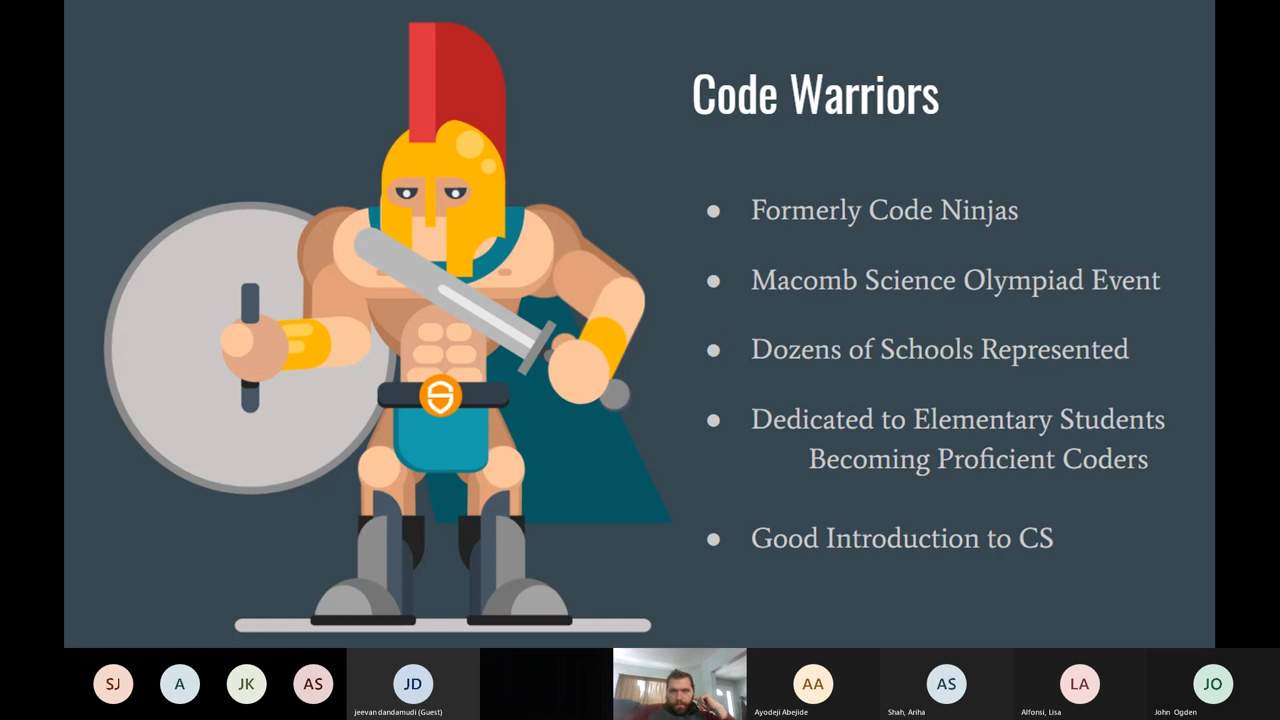 Code Warriors
● Formerly Code Ninjas
● Macomb Science Olympiad Event
● Dozens of Schools Represented
● Dedicated to Elementary Students
Becoming Proficient Coders
● Good Introduction to CS
SJ
A
JK
AS
JD
AA
AS
LA
JO
jeevan dandamudi (Guest)
Ayodeji Abejide
Shah, Ariha
Alfonsi, Lisa
John Ogden